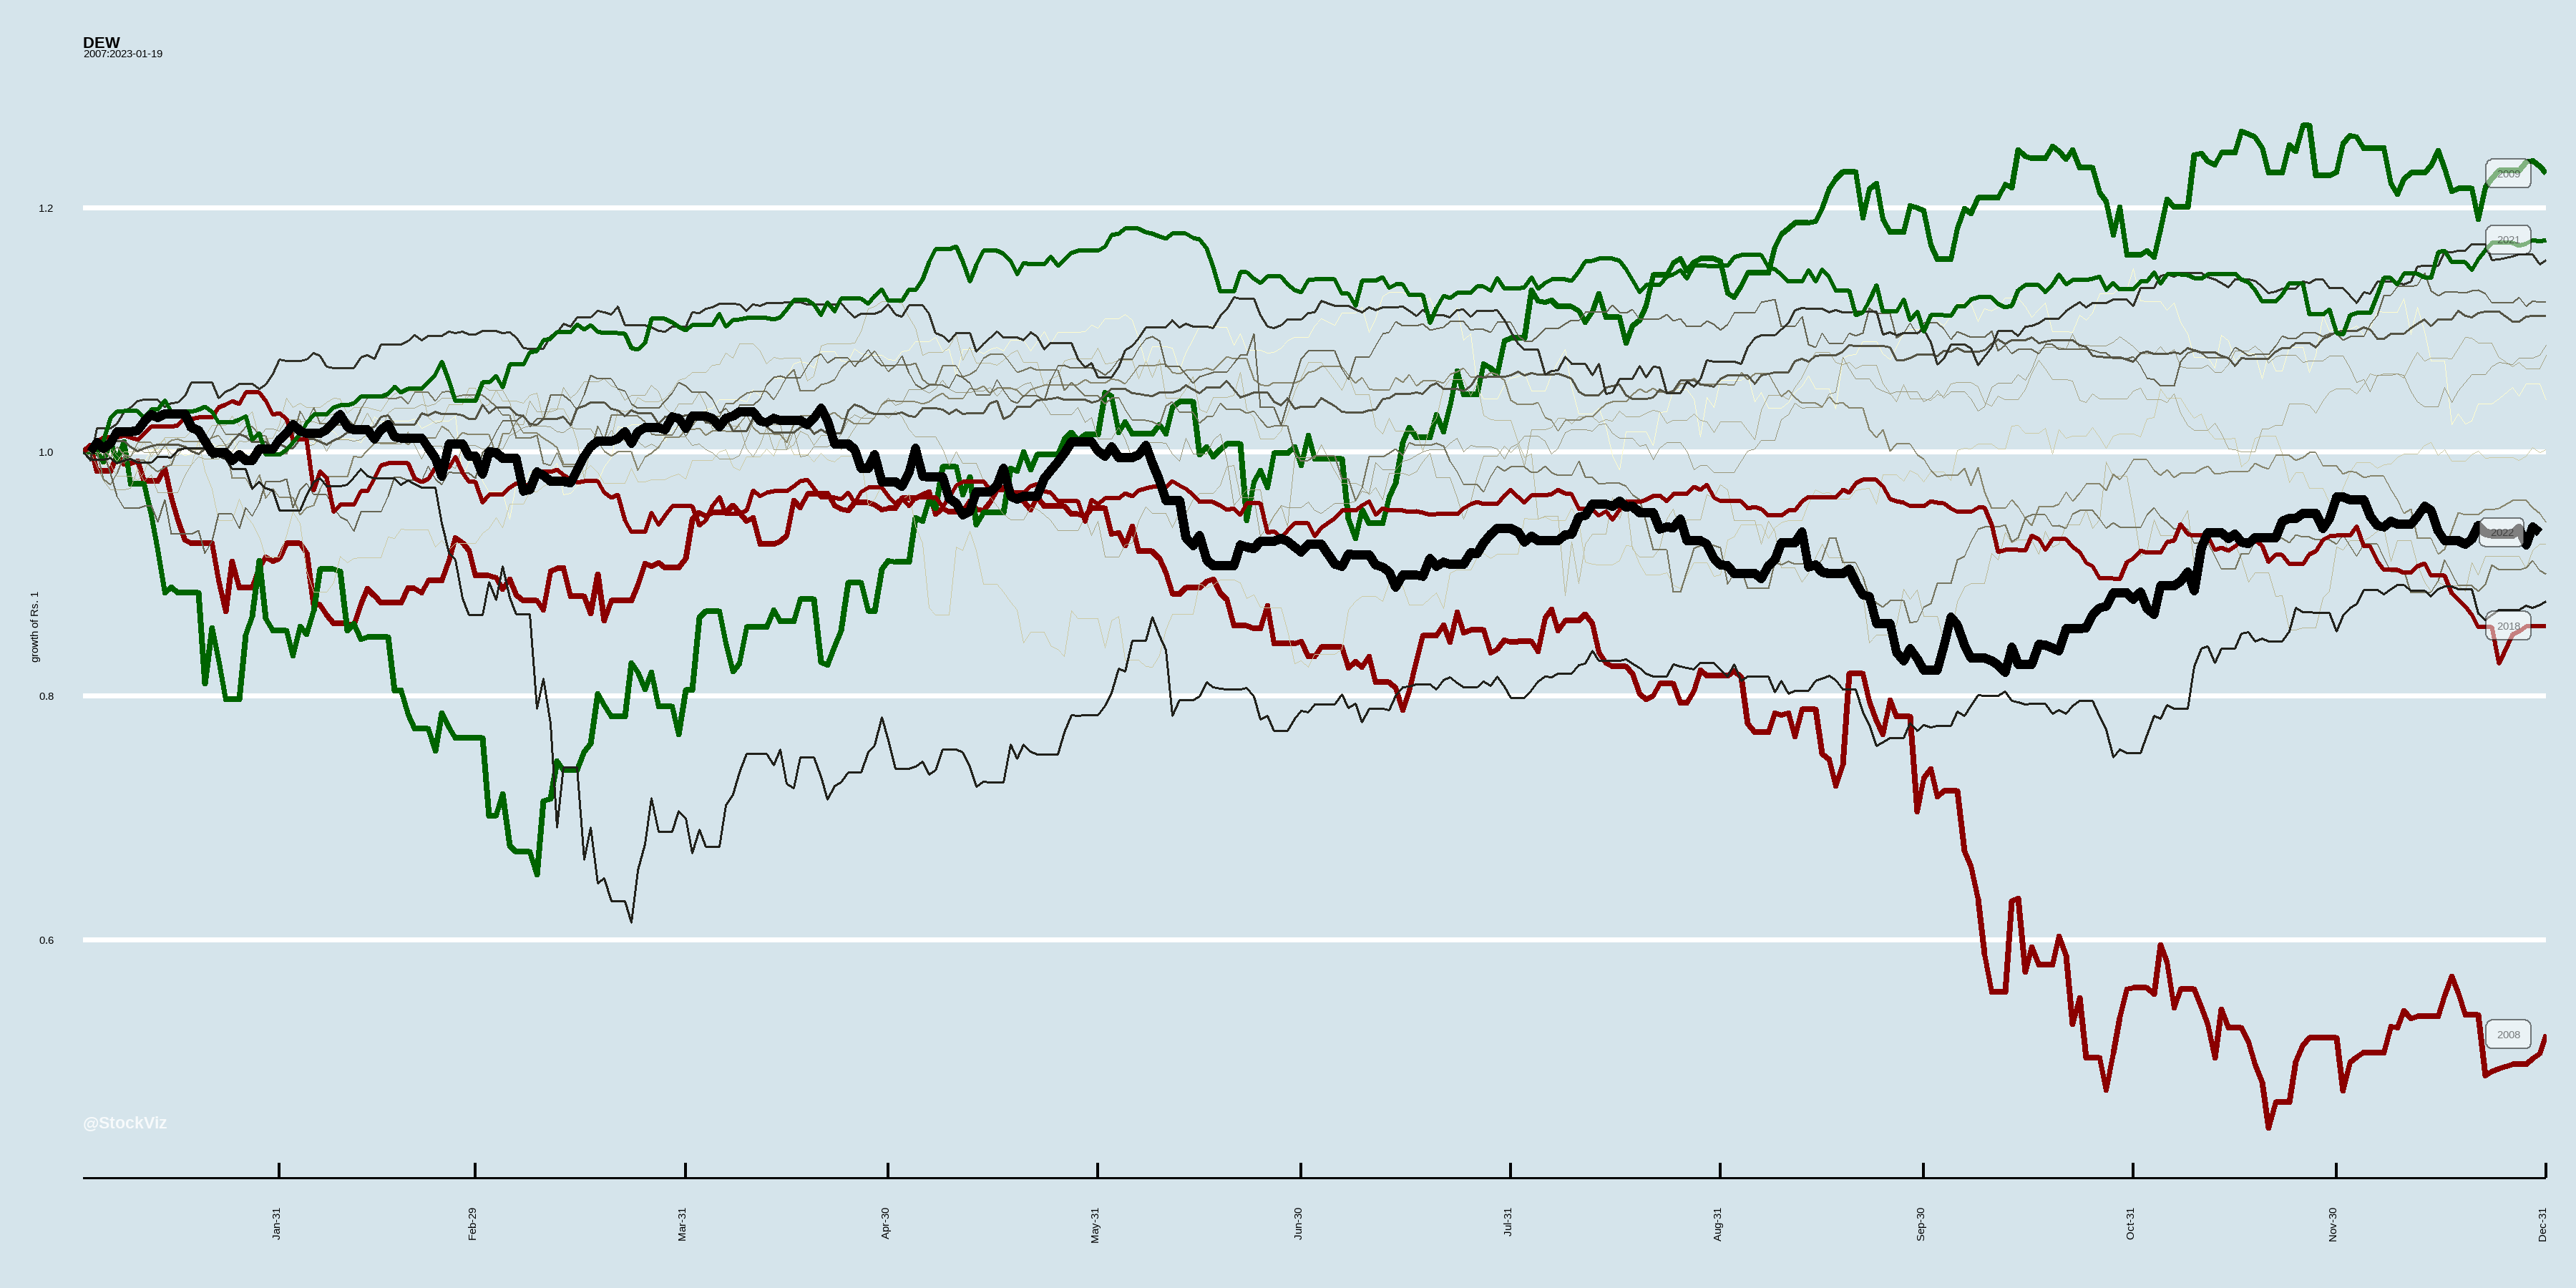 DEW
2007:2023-01-19
growth of Rs. 1
1.2
1.0
0.8
0.6
2009
2021
2022
2018
2008
@StockViz
Jan-31
Feb-29
Mar-31
Apr-30
May-31
Jun-30
Jul-31
Aug-31
Sep-30
Oct-31
Nov-30
Dec-31